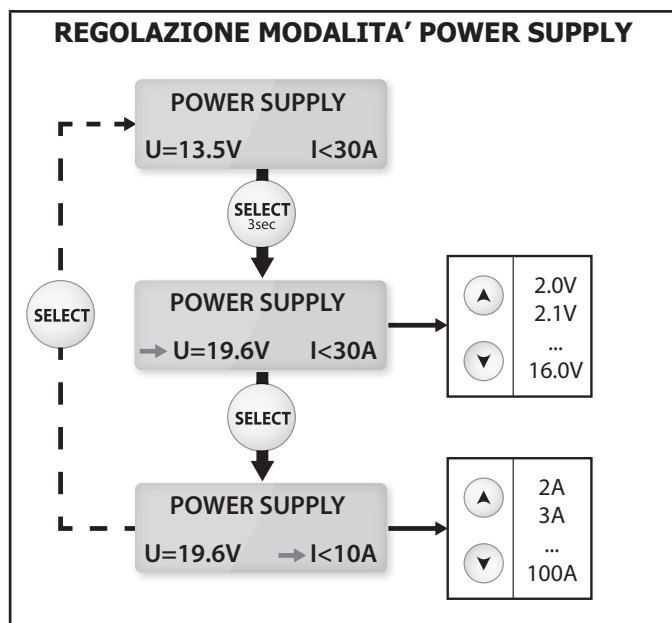 REGOLAZIONE MODALITA’ POWER SUPPLY
POWER SUPPLY
U=13.5V I<30A
SELECT
3sec
SELECT
POWER SUPPLY
U=19.6V I<30A
2.0V
2.1V
...
16.0V
SELECT
POWER SUPPLY
U=19.6V I<10A
2A
3A
...
100A